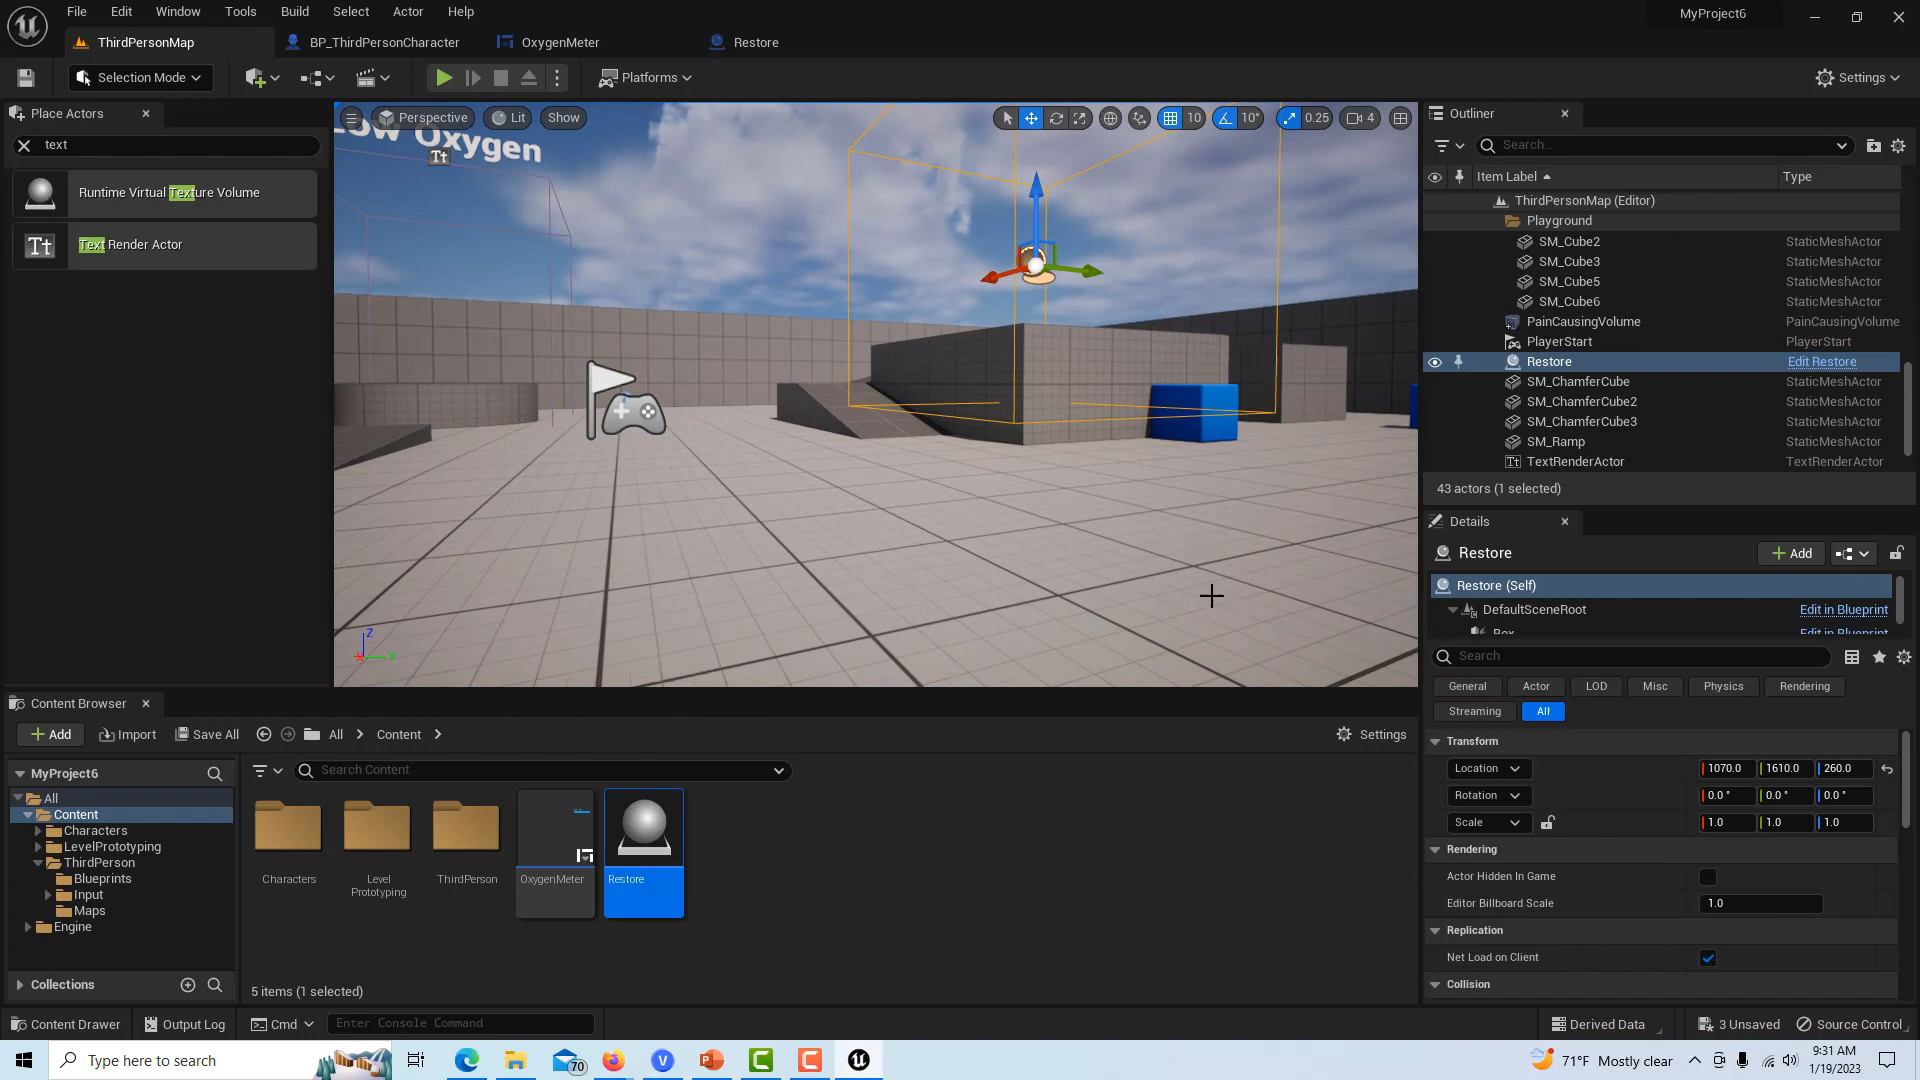 File Edit Window Tools Build Select Actor Help
MyProject6
ThirdPersonMap
BP_ThirdPersonCharacter
OxygenMeter
Restore
Selection Mode
Platforms
Settings
Place Actors
text
Runtime Virtual Texture Volume
Tt
Text Render Actor
Perspective
Lit
Show
10
10°
0.25
4
Low Oxygen
Tt
Z
Outliner
Search...
Item Label
Type
ThirdPersonMap (Editor)
Playground
SM_Cube2 StaticMeshActor
SM_Cube3 StaticMeshActor
SM_Cube5 StaticMeshActor
SM_Cube6 StaticMeshActor
PainCausingVolume PainCausingVolume
PlayerStart PlayerStart
Restore Edit Restore
SM_ChamferCube StaticMeshActor
SM_ChamferCube2 StaticMeshActor
SM_ChamferCube3 StaticMeshActor
SM_Ramp StaticMeshActor
Tt TextRenderActor TextRenderActor
43 actors (1 selected)
Details
Restore
Add
Restore (Self)
DefaultSceneRoot Edit in Blueprint
Box Edit in Blueprint
Search
General Actor LOD Misc Physics Rendering
Streaming All
Transform
Location 1070.0 1610.0 260.0
Rotation 0.0° 0.0° 0.0°
Scale 1.0 1.0 1.0
Rendering
Actor Hidden In Game
Editor Billboard Scale 1.0
Replication
Net Load on Client
Collision
Content Browser
Add
Import
Save All
All
Content
Settings
MyProject6
All
Content
Characters
LevelPrototyping
ThirdPerson
Blueprints
Input
Maps
Engine
Collections
Search Content
Characters
Level
Prototyping
ThirdPerson
OxygenMeter
Restore
5 items (1 selected)
Content Drawer
Output Log
Cmd
Enter Console Command
Derived Data
3 Unsaved
Source Control
Type here to search
70
71°F Mostly clear
9:31 AM
1/19/2023